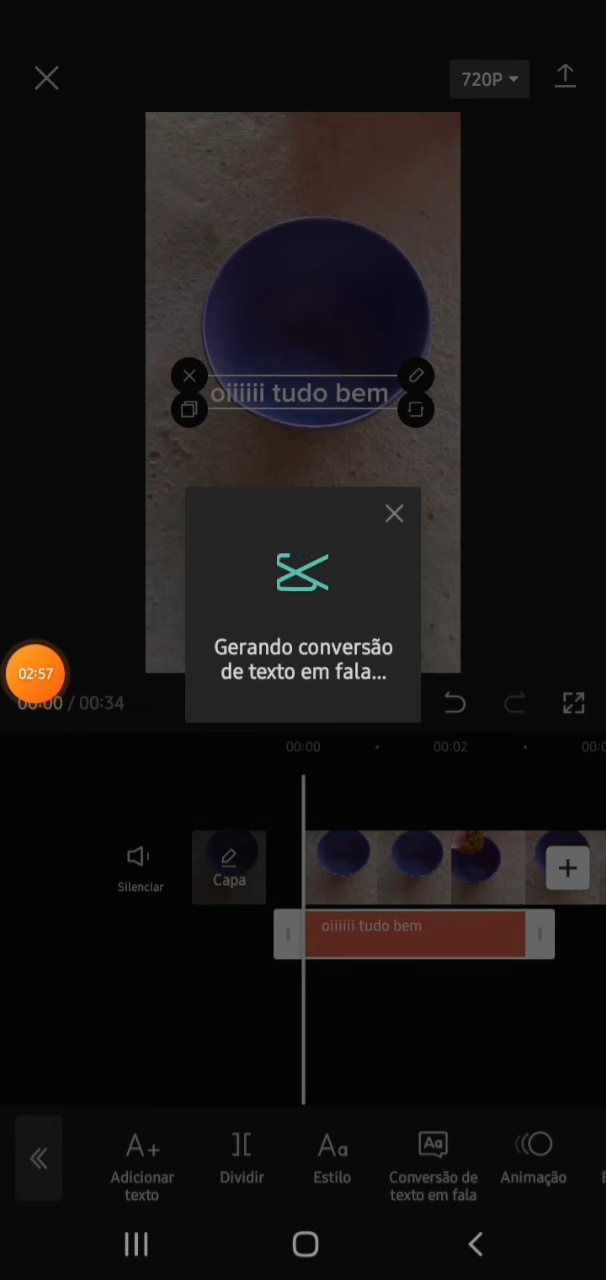 720P
oiiiiii tudo bem
Gerando conversão
de texto em fala...
02:57
00:00 / 00:34
00:00
00:02
Silenciar
Capa
oiiiiii tudo bem
Adicionar
texto
Dividir
Estilo
Conversão de
texto em fala
Animação